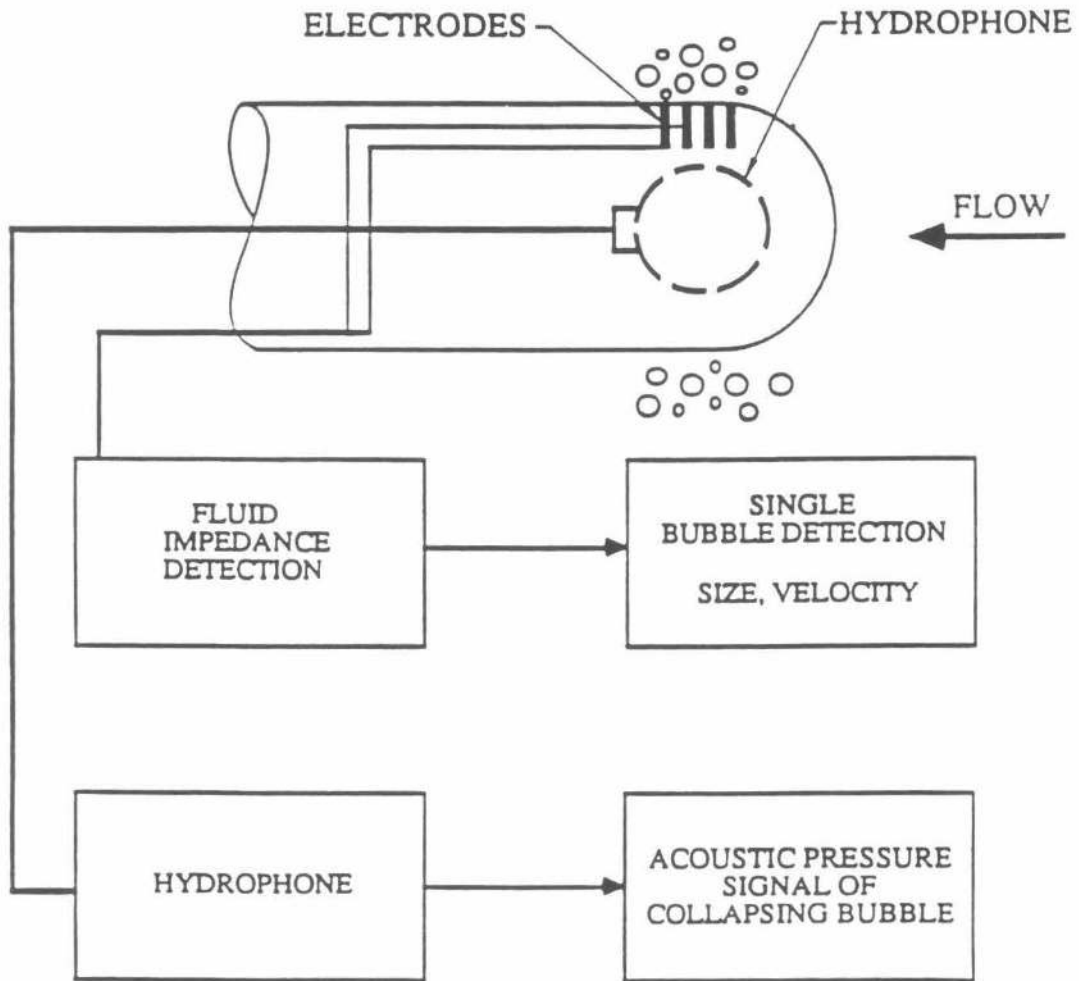 ELECTRODES
HYDROPHONE
FLOW
FLUID
IMPEDANCE
DETECTION
SINGLE
BUBBLE DETECTION
SIZE, VELOCITY
HYDROPHONE
ACOUSTIC PRESSURE
SIGNAL OF
COLLAPSING BUBBLE